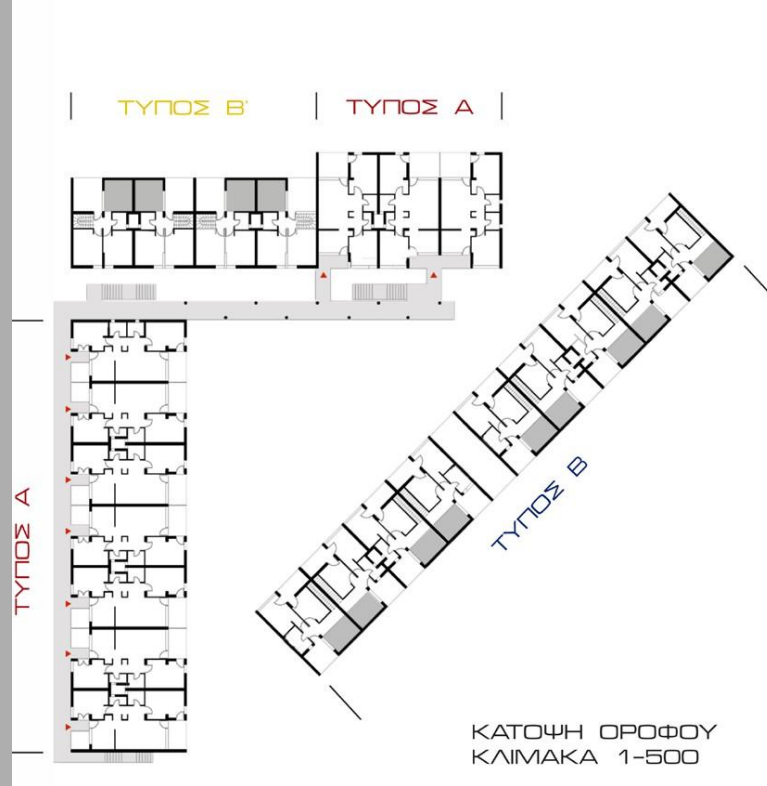 ΤΥΠΟΣ Β'
ΤΥΠΟΣ Α
ΤΥΠΟΣ Α
ΤΥΠΟΣ Β
ΚΑΤΟΨΗ ΟΡΟΦΟΥ
ΚΛΙΜΑΚΑ 1-500